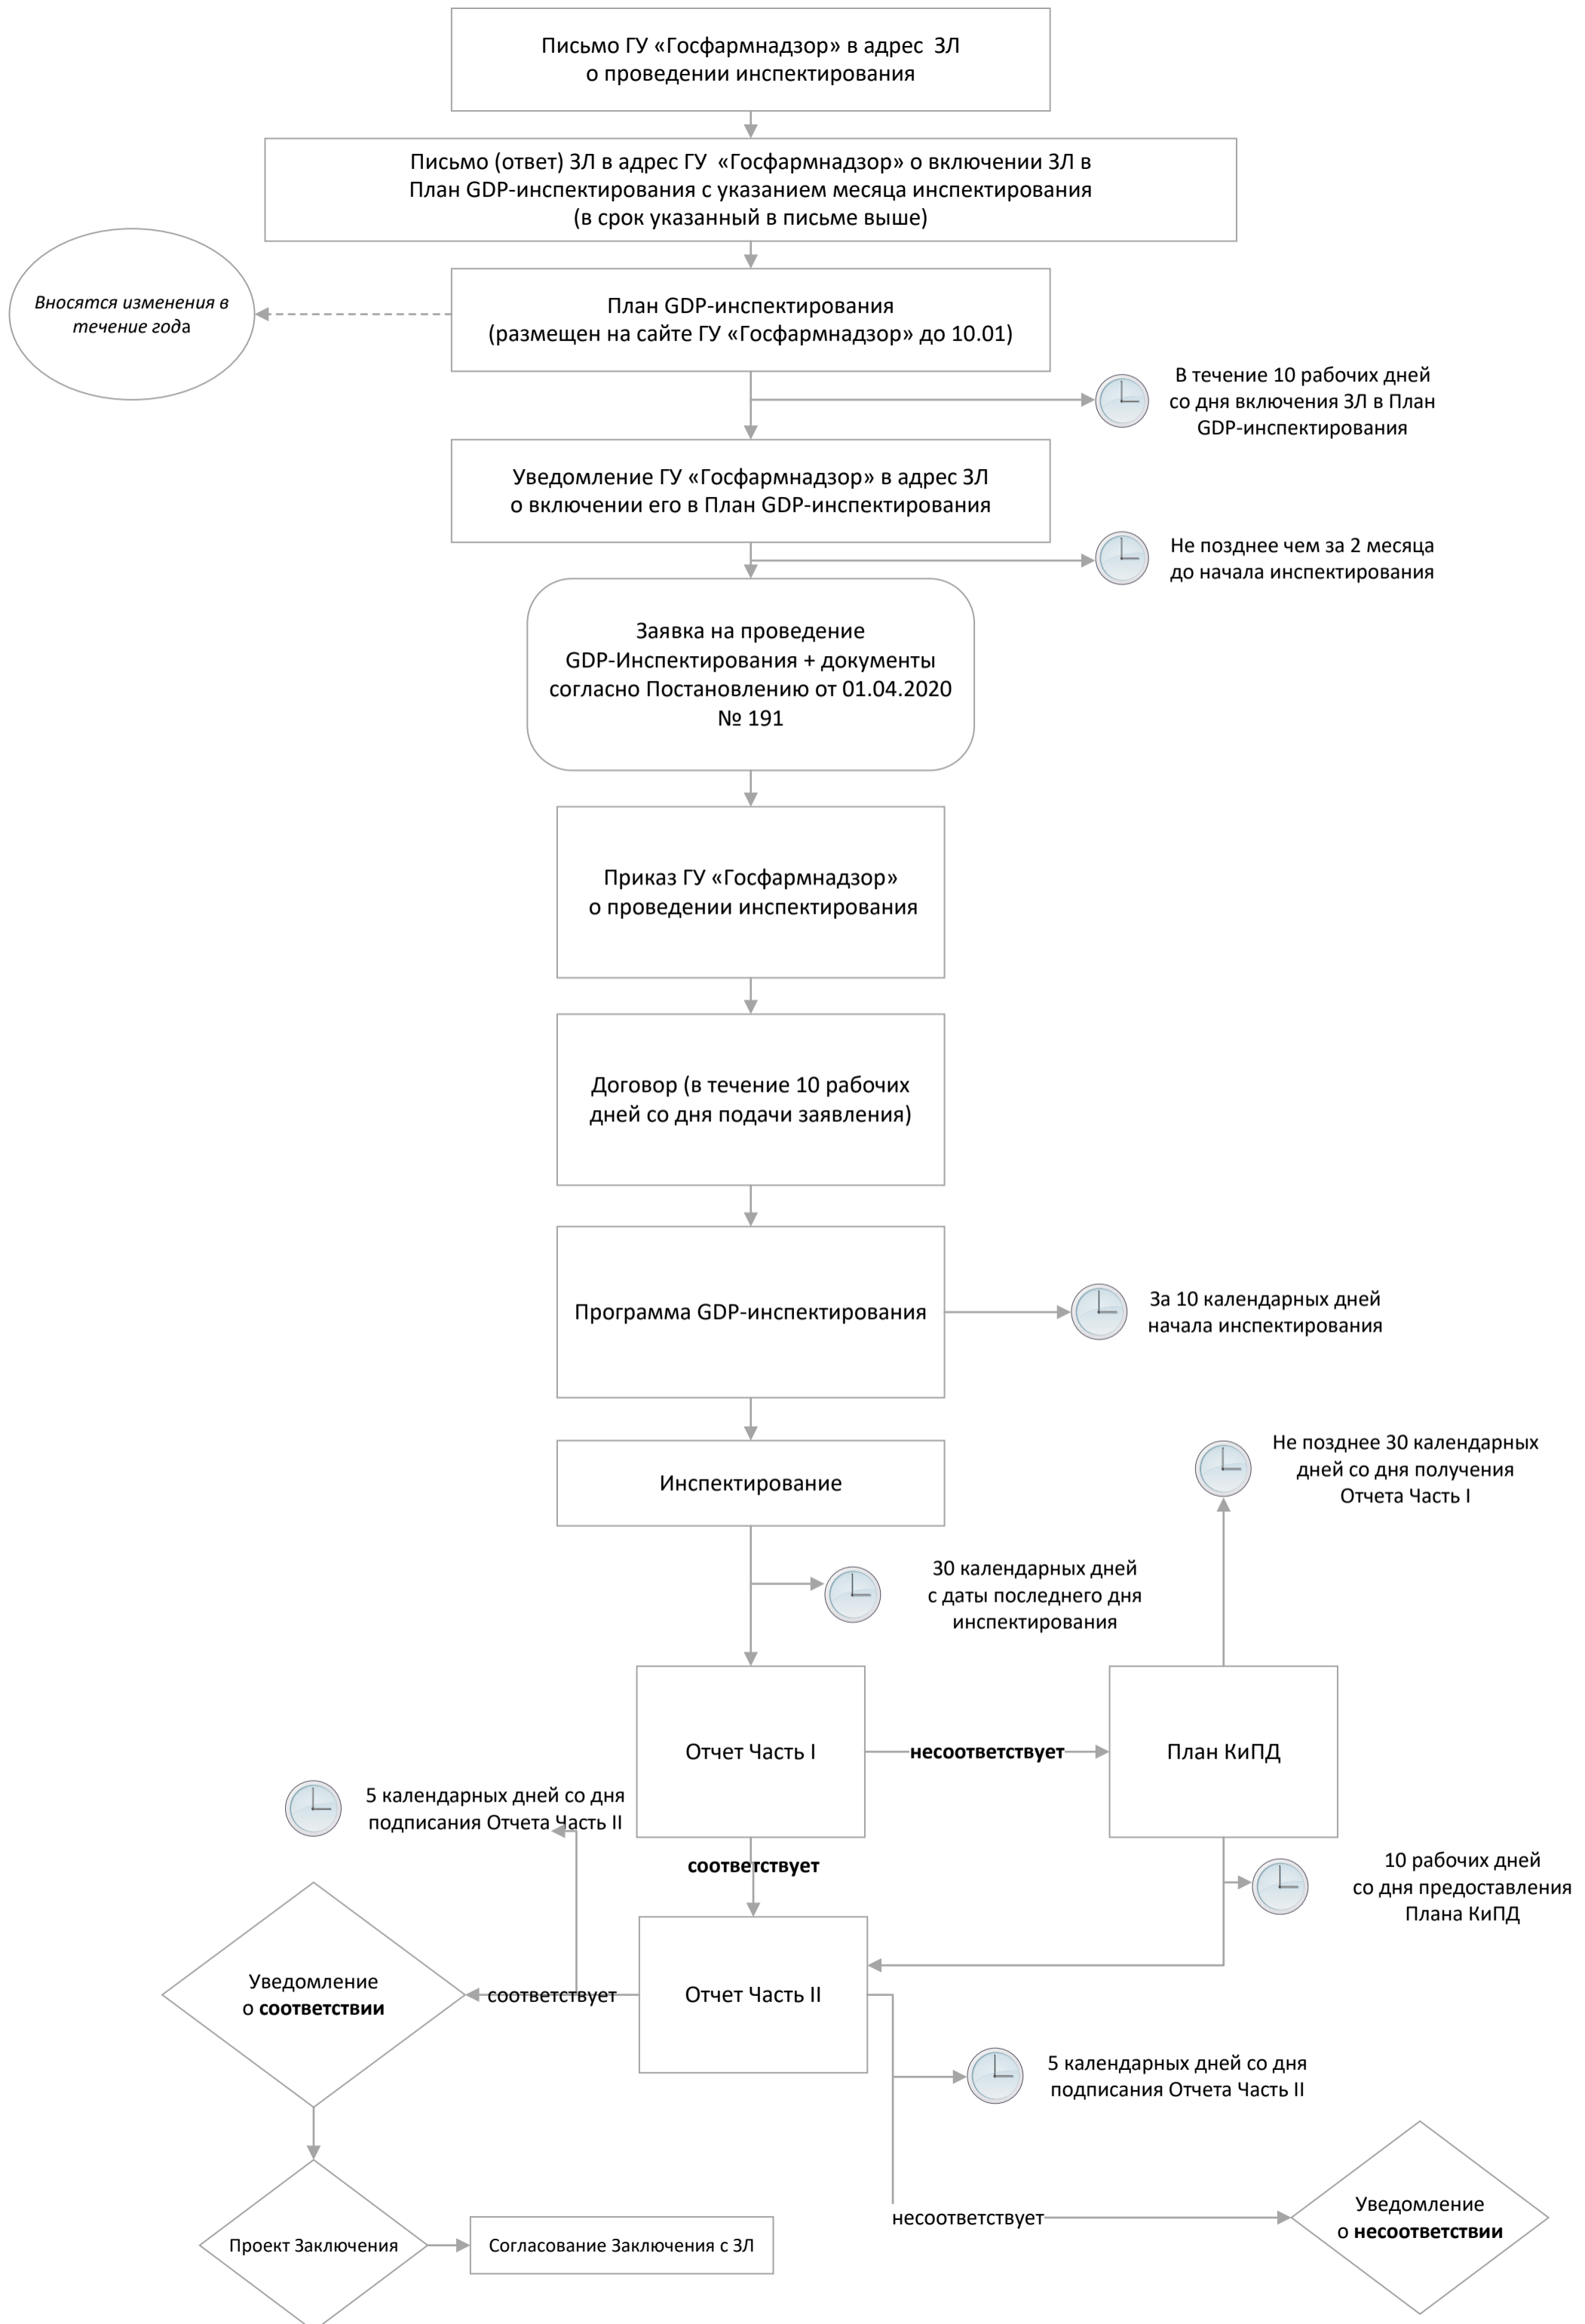 Письмо ГУ «Госфармнадзор» в адрес ЗЛ
о проведении инспектирования
Письмо (ответ) ЗЛ в адрес ГУ «Госфармнадзор» о включении ЗЛ в
План GDP-инспектирования с указанием месяца инспектирования
(в срок указанный в письме выше)
Вносятся изменения в
течение года
План GDP-инспектирования
(размещен на сайте ГУ «Госфармнадзор» до 10.01)
В течение 10 рабочих дней
со дня включения ЗЛ в План
GDP-инспектирования
Уведомление ГУ «Госфармнадзор» в адрес ЗЛ
о включении его в План GDP-инспектирования
Не позднее чем за 2 месяца
до начала инспектирования
Заявка на проведение
GDP-Инспектирования + документы
согласно Постановлению от 01.04.2020
№ 191
Приказ ГУ «Госфармнадзор»
о проведении инспектирования
Договор (в течение 10 рабочих
дней со дня подачи заявления)
Программа GDP-инспектирования
За 10 календарных дней
начала инспектирования
Инспектирование
Не позднее 30 календарных
дней со дня получения
Отчета Часть I
30 календарных дней
с даты последнего дня
инспектирования
Отчет Часть I
несоответствует
План КиПД
5 календарных дней со дня
подписания Отчета Часть II
соответствует
10 рабочих дней
со дня предоставления
Плана КиПД
Уведомление
о соответствии
соответствует
Отчет Часть II
5 календарных дней со дня
подписания Отчета Часть II
несоответствует
Уведомление
о несоответствии
Проект Заключения
Согласование Заключения с ЗЛ